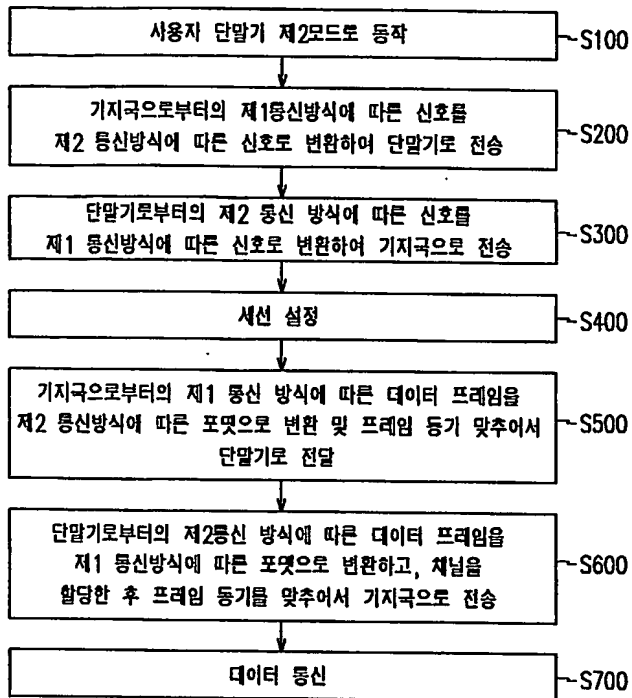 사용자 단말기 제2모드로 동작
S100
기지국으로부터의 제1통신방식에 따른 신호를
제2 통신방식에 따른 신호로 변환하여 단말기로 전송
S200
단말기로부터의 제2 통신 방식에 따른 신호를
제1 통신방식에 따른 신호로 변환하여 기지국으로 전송
S300
세션 설정
S400
기지국으로부터의 제1 통신 방식에 따른 데이터 프레임을
제2 통신방식에 따른 포맷으로 변환 및 프레임 동기 맞추어서
단말기로 전달
S500
단말기로부터의 제2통신 방식에 따른 데이터 프레임을
제1 통신방식에 따른 포맷으로 변환하고, 채널을
할당한 후 프레임 동기를 맞추어서 기지국으로 전송
S600
데이터 통신
S700